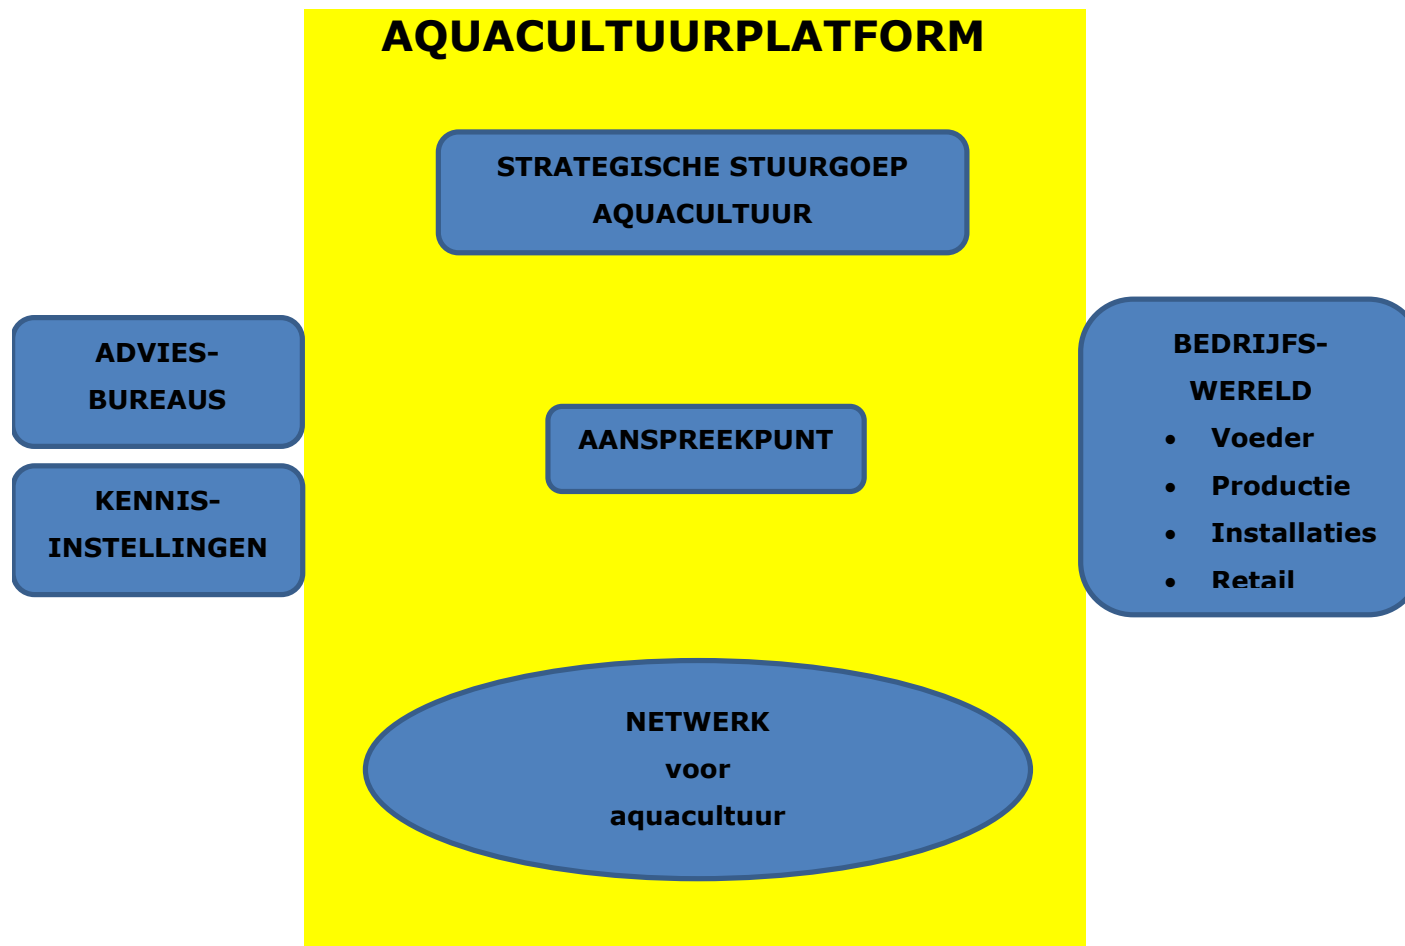 AQUACULTUURPLATFORM
STRATEGISCHE STUURGOEP
AQUACULTUUR
ADVIES-
BUREAUS
KENNIS-
INSTELLINGEN
AANSPREEKPUNT
BEDRIJFS-
WERELD
• Voeder
• Productie
• Installaties
• Retail
NETWERK
voor
aquacultuur